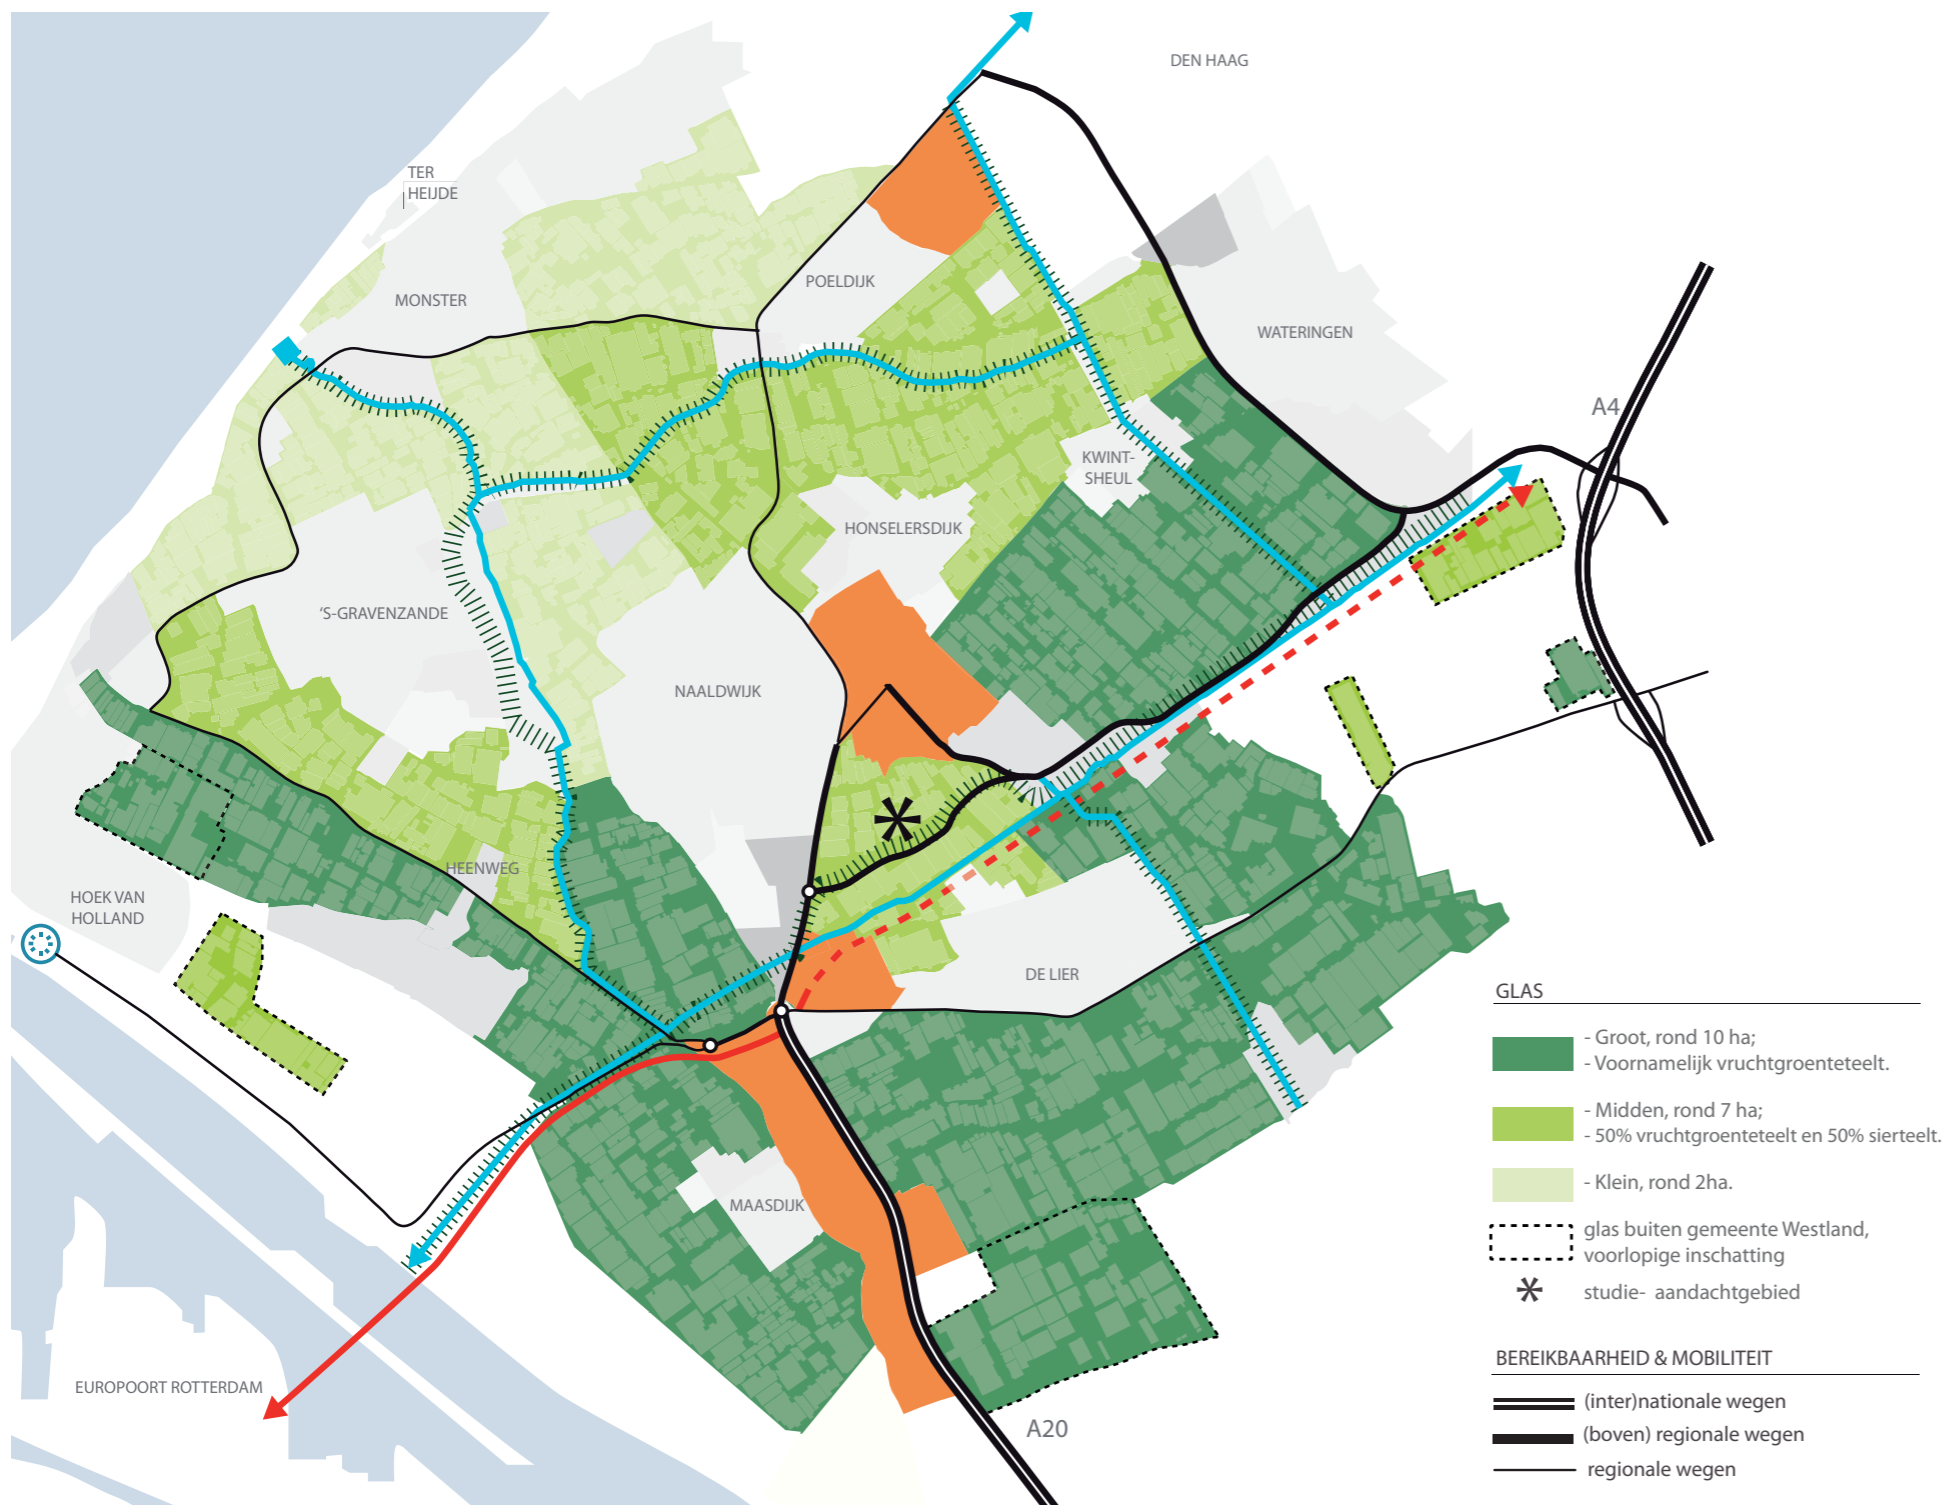 DEN HAAG
TER
HEIJDE
MONSTER
POELDIJK
WATERINGEN
A4
KWINT-
SHEUL
HONSELERSDIJK
'S-GRAVENZANDE
NAALDWIJK
HEENWEG
HOEK VAN
HOLLAND
DE LIER
MAASDIJK
EUROPOORT ROTTERDAM
A20
GLAS
- Groot, rond 10 ha;
- Voornamelijk vruchtgroenteteelt.
- Midden, rond 7 ha;
- 50% vruchtgroenteteelt en 50% sierteelt.
- Klein, rond 2ha.
glas buiten gemeente Westland,
voorlopige inschatting
studie- aandachtgebied
BEREIKBAARHEID & MOBILITEIT
(inter)nationale wegen
(boven) regionale wegen
regionale wegen